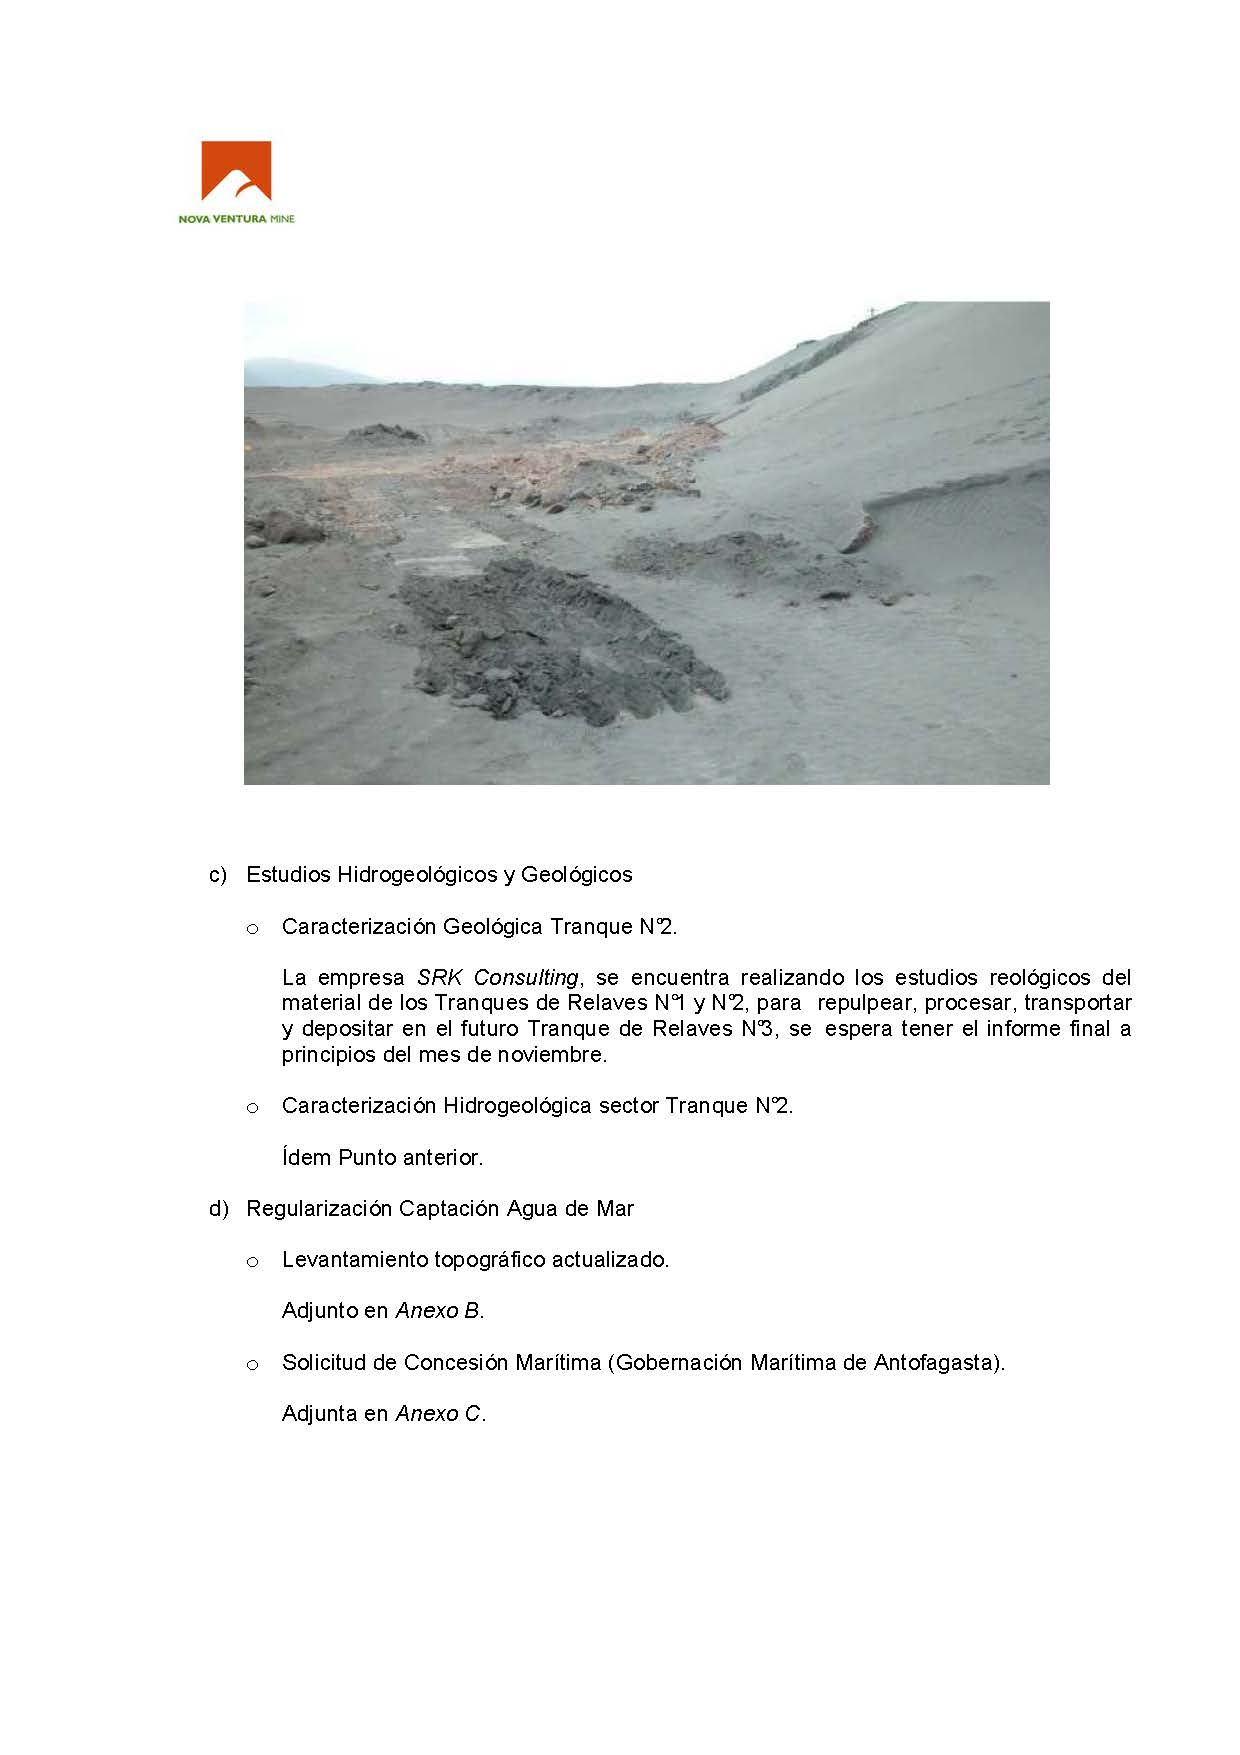 NOVA VENTURA MINE
c) Estudios Hidrogeológicos y Geológicos
o Caracterización Geológica Tranque N°2.
La empresa SRK Consulting, se encuentra realizando los estudios reológicos del
material de los Tranques de Relaves N°1 y N°2, para repulpear, procesar, transportar
y depositar en el futuro Tranque de Relaves N°3, se espera tener el informe final a
principios del mes de noviembre.
o Caracterización Hidrogeológica sector Tranque N°2.
Ídem Punto anterior.
d) Regularización Captación Agua de Mar
o Levantamiento topográfico actualizado.
Adjunto en Anexo B.
o Solicitud de Concesión Marítima (Gobernación Marítima de Antofagasta).
Adjunta en Anexo C.